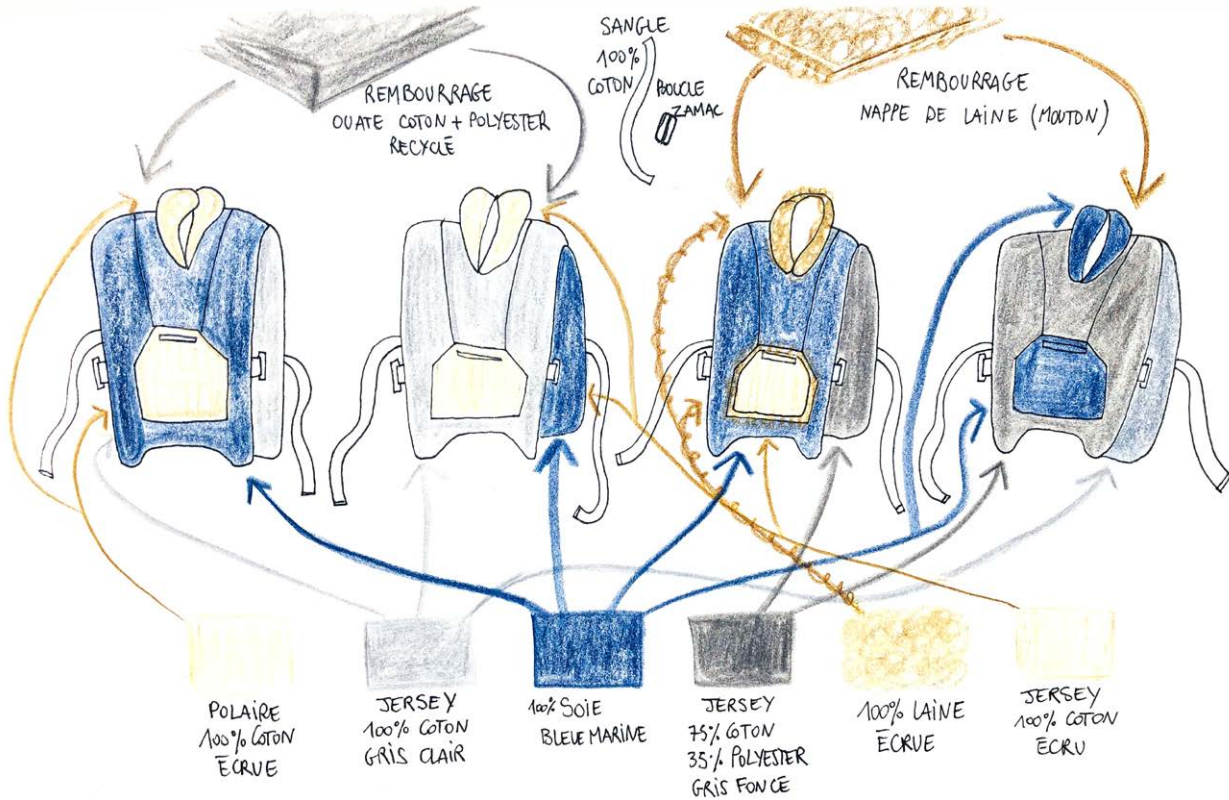 SANGLE
100%
COTON
BOUCLE
ZAMAC
REMBOURRAGE
OUATE COTON + POLYESTER
RECYCLÉ
REMBOURRAGE
NAPPE DE LAINE (MOUTON)
POLAIRE
100% COTON
ÉCRUE
JERSEY
100% COTON
GRIS CLAIR
100% SOIE
BLEUE MARINE
JERSEY
75% COTON
35% POLYESTER
GRIS FONCÉ
100% LAINE
ÉCRUE
JERSEY
100% COTON
ÉCRU